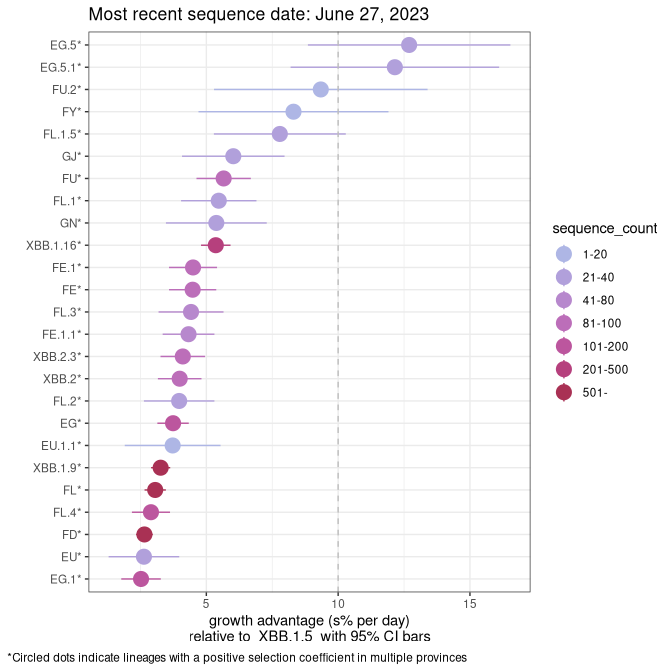 Most recent sequence date: June 27, 2023
EG.5*
EG.5.1*
FU.2*
FY*
FL.1.5*
GJ*
FU*
FL.1*
GN*
XBB.1.16*
FE.1*
FE*
FL.3*
FE.1.1*
XBB.2.3*
XBB.2*
FL.2*
EG*
EU.1.1*
XBB.1.9*
FL*
FL.4*
FD*
EU*
EG.1*
5 10 15
growth advantage (s% per day)
relative to XBB.1.5 with 95% CI bars
sequence_count
1-20
21-40
41-80
81-100
101-200
201-500
501-
*Circled dots indicate lineages with a positive selection coefficient in multiple provinces